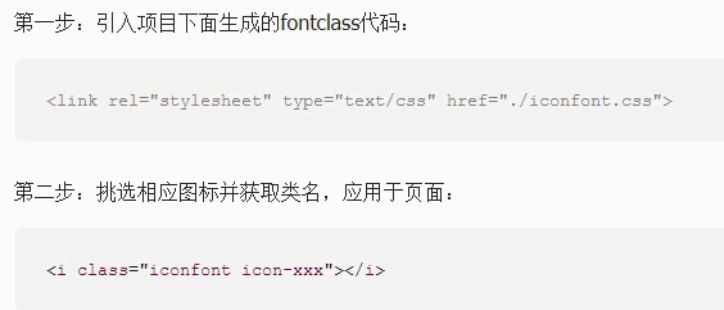 第一步：引入项目下面生成的fontclass代码：
<link rel="stylesheet" type="text/css" href="./iconfont.css">
第二步：挑选相应图标并获取类名，应用于页面：
<i class="iconfont icon-xxx"></i>